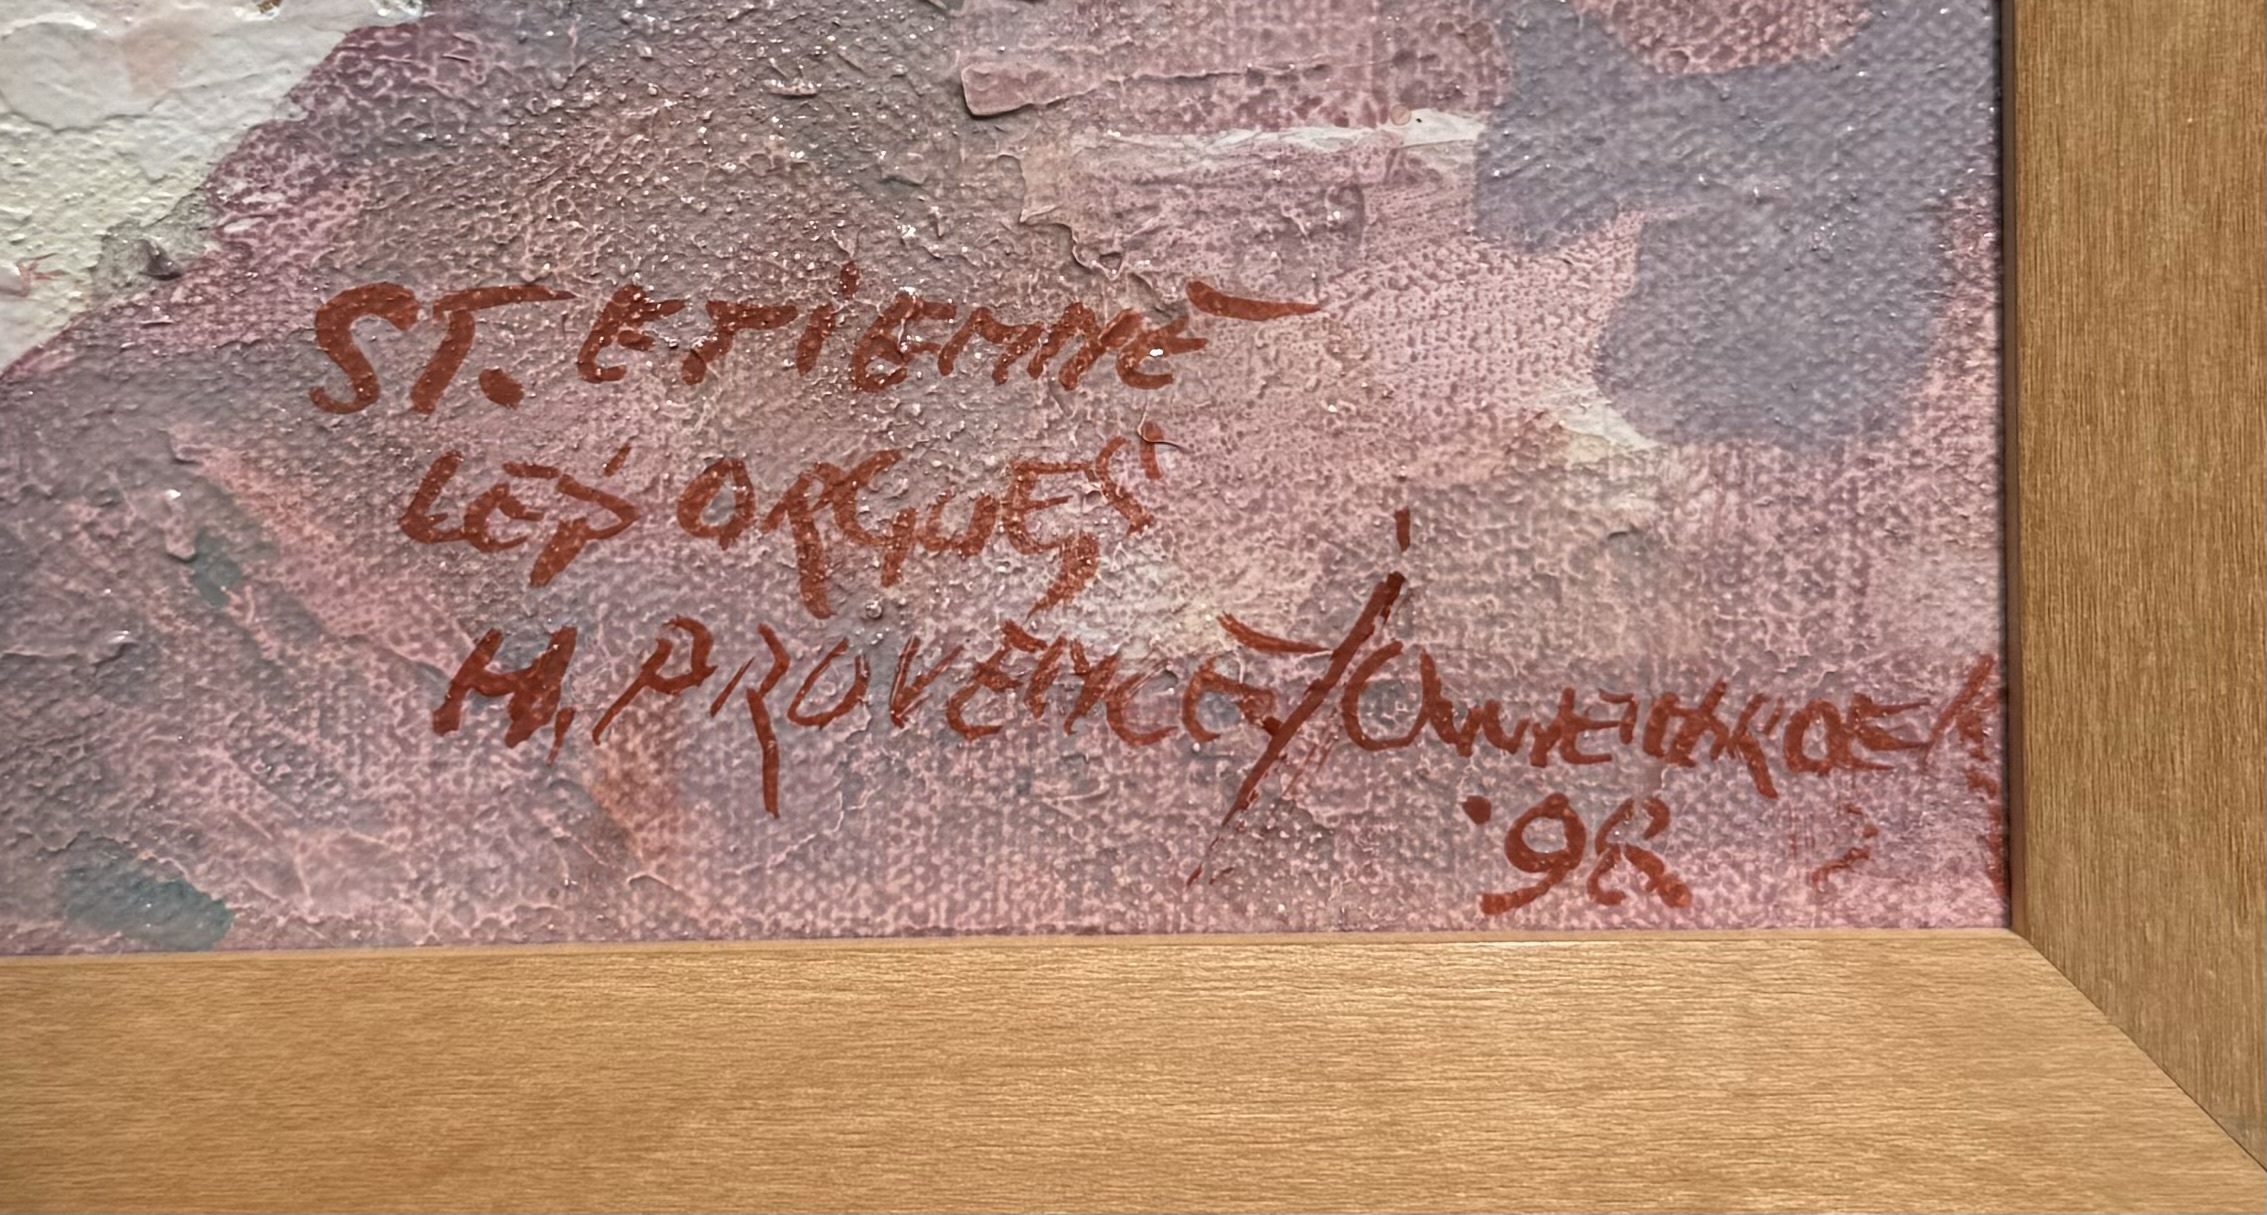 ST. ETIENNE
LES ORGUES
H. PROVENCE/
'98